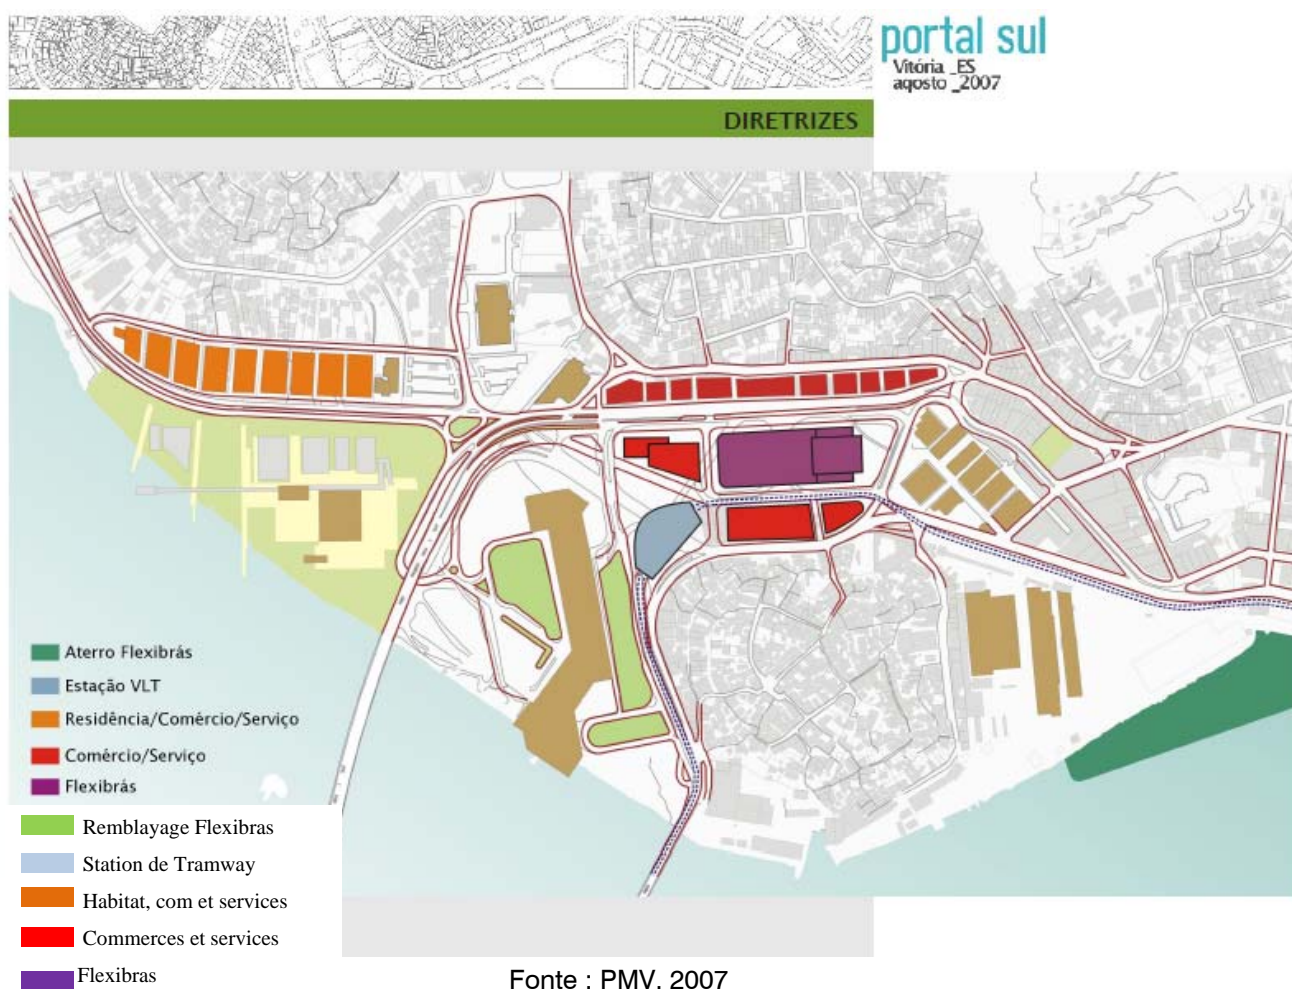 portal sul
Vitória _ES
agosto _2007
DIRETRIZES
Aterro Flexibrás
Estação VLT
Residência/Comércio/Serviço
Comércio/Serviço
Flexibrás
Remblayage Flexibras
Station de Tramway
Habitat, com et services
Commerces et services
Flexibras
Fonte : PMV, 2007